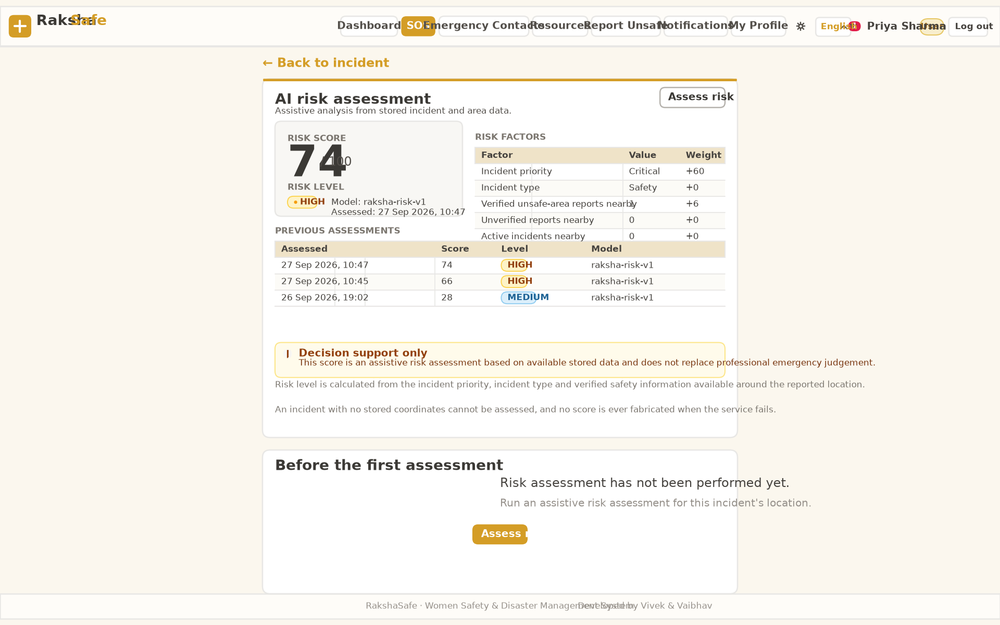 RakshaSafe
Dashboard SOS Emergency Contacts Resources Report Unsafe Notifications My Profile English Priya Sharma User Log out
← Back to incident
AI risk assessment
Assess risk
Assistive analysis from stored incident and area data.
RISK SCORE
74 /100
RISK LEVEL
HIGH
Model: raksha-risk-v1
Assessed: 27 Sep 2026, 10:47
RISK FACTORS
Factor Value Weight
Incident priority Critical +60
Incident type Safety +0
Verified unsafe-area reports nearby 1 +6
Unverified reports nearby 0 +0
Active incidents nearby 0 +0
PREVIOUS ASSESSMENTS
Assessed Score Level Model
27 Sep 2026, 10:47 74 HIGH raksha-risk-v1
27 Sep 2026, 10:45 66 HIGH raksha-risk-v1
26 Sep 2026, 19:02 28 MEDIUM raksha-risk-v1
Decision support only
This score is an assistive risk assessment based on available stored data and does not replace professional emergency judgement.
Risk level is calculated from the incident priority, incident type and verified safety information available around the reported location.
An incident with no stored coordinates cannot be assessed, and no score is ever fabricated when the service fails.
Before the first assessment
Risk assessment has not been performed yet.
Run an assistive risk assessment for this incident's location.
Assess
RakshaSafe · Women Safety & Disaster Management System
Developed by Vivek & Vaibhav